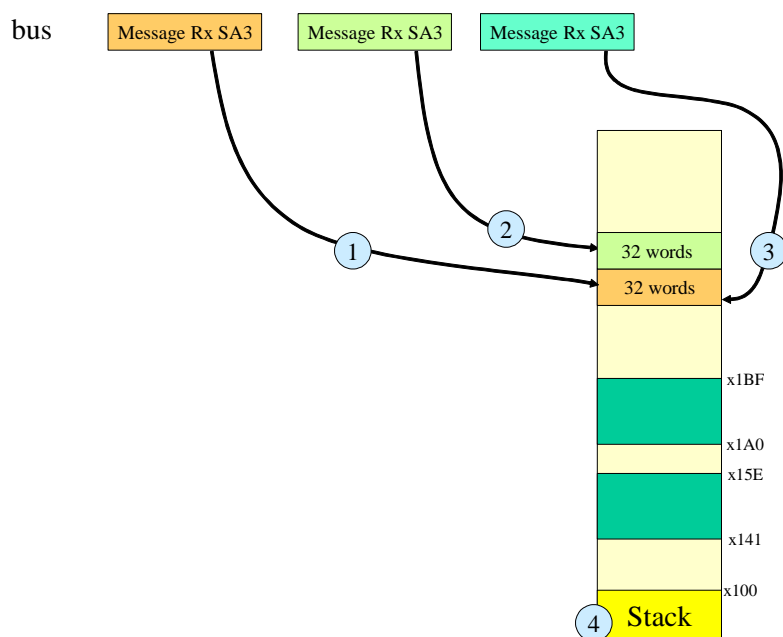 bus
Message Rx SA3
Message Rx SA3
Message Rx SA3
2
1
3
32 words
32 words
x1BF
x1A0
x15E
x141
x100
4
Stack